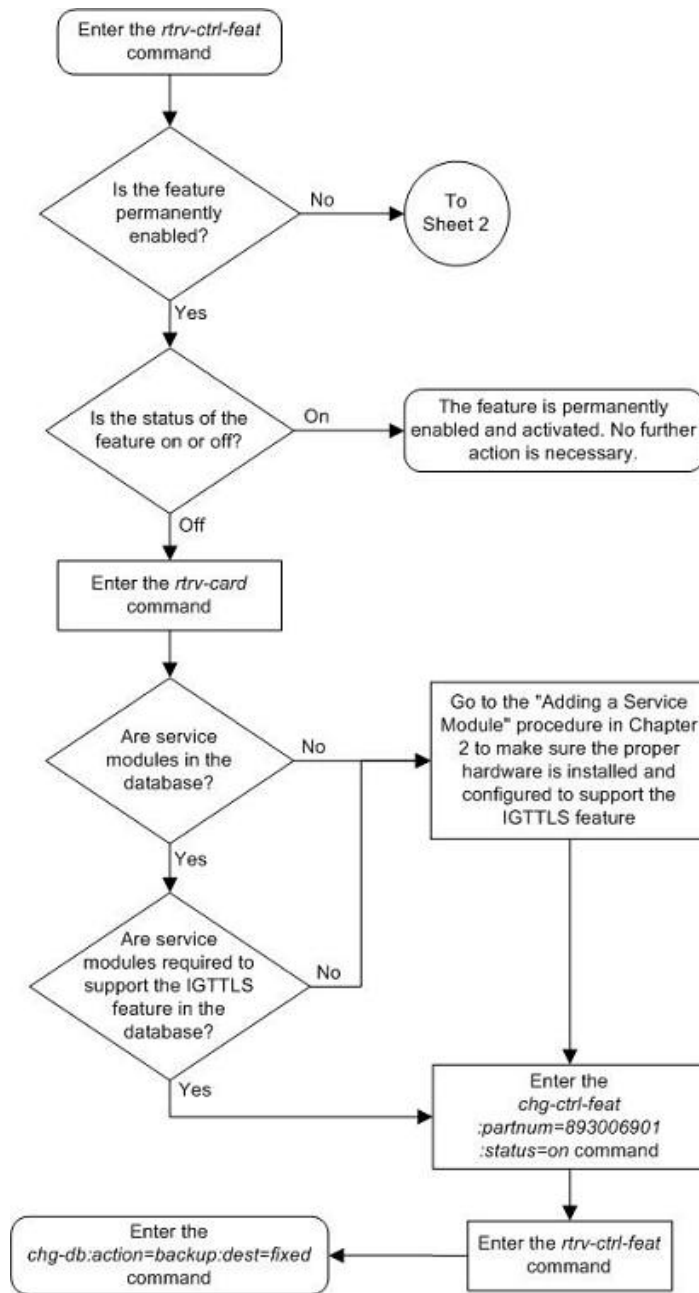 Enter the rtrv-ctrl-feat
command
Is the feature
permanently
enabled?
No
To
Sheet 2
Yes
Is the status of the
feature on or off?
On
The feature is permanently
enabled and activated. No further
action is necessary.
Off
Enter the rtrv-card
command
Are service
modules in the
database?
No
Go to the "Adding a Service
Module" procedure in Chapter
2 to make sure the proper
hardware is installed and
configured to support the
IGTTLS feature
Yes
Are service
modules required to
support the IGTTLS
feature in the
database?
No
Yes
Enter the
chg-ctrl-feat
:partnum=893006901
:status=on command
Enter the rtrv-ctrl-feat
command
Enter the
chg-db:action=backup:dest=fixed
command